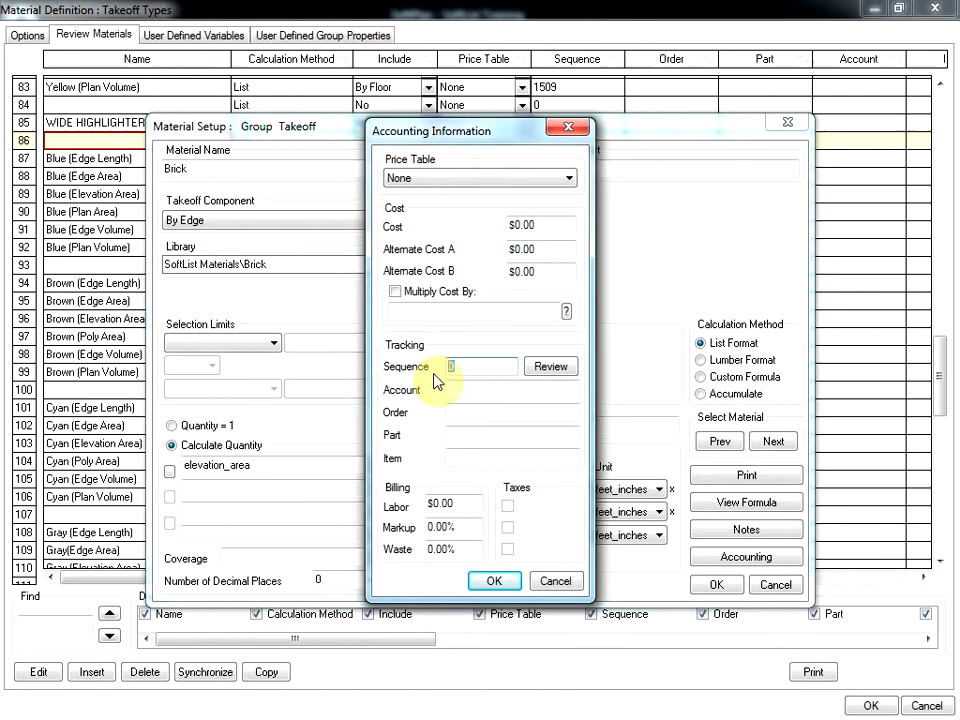 Material Definition : Takeoff Types
Options
Review Materials
User Defined Variables
User Defined Group Properties
Name
Calculation Method
Include
Price Table
Sequence
Order
Part
Account
83 Yellow (Plan Volume) List By Floor None 1509
84 List No None 0
85 WIDE HIGHLIGHTER
86
87 Blue (Edge Length)
88 Blue (Edge Area)
89 Blue (Elevation Area)
90 Blue (Plan Area)
91 Blue (Edge Volume)
92 Blue (Plan Volume)
93
94 Brown (Edge Length)
95 Brown (Edge Area)
96 Brown (Elevation Area)
97 Brown (Poly Area)
98 Brown (Edge Volume)
99 Brown (Plan Volume)
100
101 Cyan (Edge Length)
102 Cyan (Edge Area)
103 Cyan (Elevation Area)
104 Cyan (Poly Area)
105 Cyan (Edge Volume)
106 Cyan (Plan Volume)
107
108 Gray (Edge Length)
109 Gray(Edge Area)
110 Gray (Elevation Area)
Material Setup : Group Takeoff
Material Name
Brick
Takeoff Component
By Edge
Library
SoftList Materials\Brick
Selection Limits
Quantity = 1
Calculate Quantity
elevation_area
Coverage
Number of Decimal Places 0
Accounting Information
Price Table
None
Cost
Cost $0.00
Alternate Cost A $0.00
Alternate Cost B $0.00
Multiply Cost By:
?
Tracking
Sequence
Review
Account
Order
Part
Item
Billing
Taxes
Labor $0.00
Markup 0.00%
Waste 0.00%
OK
Cancel
Unit
feet_inches x
feet_inches x
feet_inches
Calculation Method
List Format
Lumber Format
Custom Formula
Accumulate
Select Material
Prev
Next
Print
View Formula
Notes
Accounting
OK
Cancel
Find
Name
Calculation Method
Include
Price Table
Sequence
Order
Part
Edit
Insert
Delete
Synchronize
Copy
Print
OK
Cancel